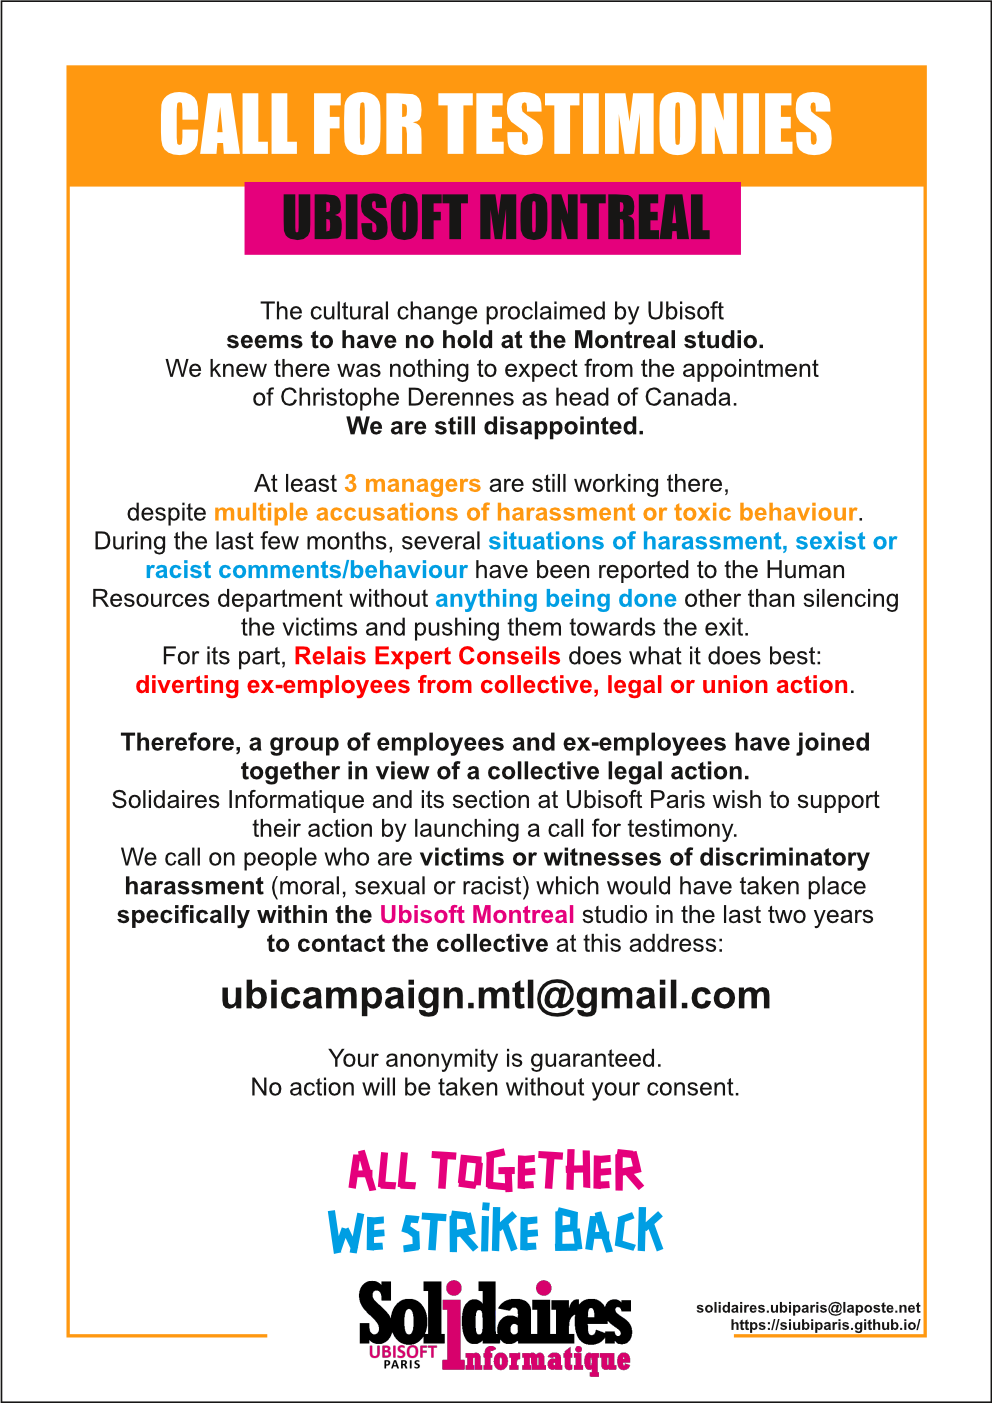 CALL FOR TESTIMONIES
UBISOFT MONTREAL
The cultural change proclaimed by Ubisoft
seems to have no hold at the Montreal studio.
We knew there was nothing to expect from the appointment
of Christophe Derennes as head of Canada.
We are still disappointed.
At least 3 managers are still working there,
despite multiple accusations of harassment or toxic behaviour.
During the last few months, several situations of harassment, sexist or
racist comments/behaviour have been reported to the Human
Resources department without anything being done other than silencing
the victims and pushing them towards the exit.
For its part, Relais Expert Conseils does what it does best:
diverting ex-employees from collective, legal or union action.
Therefore, a group of employees and ex-employees have joined
together in view of a collective legal action.
Solidaires Informatique and its section at Ubisoft Paris wish to support
their action by launching a call for testimony.
We call on people who are victims or witnesses of discriminatory
harassment (moral, sexual or racist) which would have taken place
specifically within the Ubisoft Montreal studio in the last two years
to contact the collective at this address:
ubicampaign.mtl@gmail.com
Your anonymity is guaranteed.
No action will be taken without your consent.
ALL TOGETHER
WE STRIKE BACK
Solidaires
UBISOFT
PARIS
Informatique
solidaires.ubiparis@laposte.net
https://siubiparis.github.io/